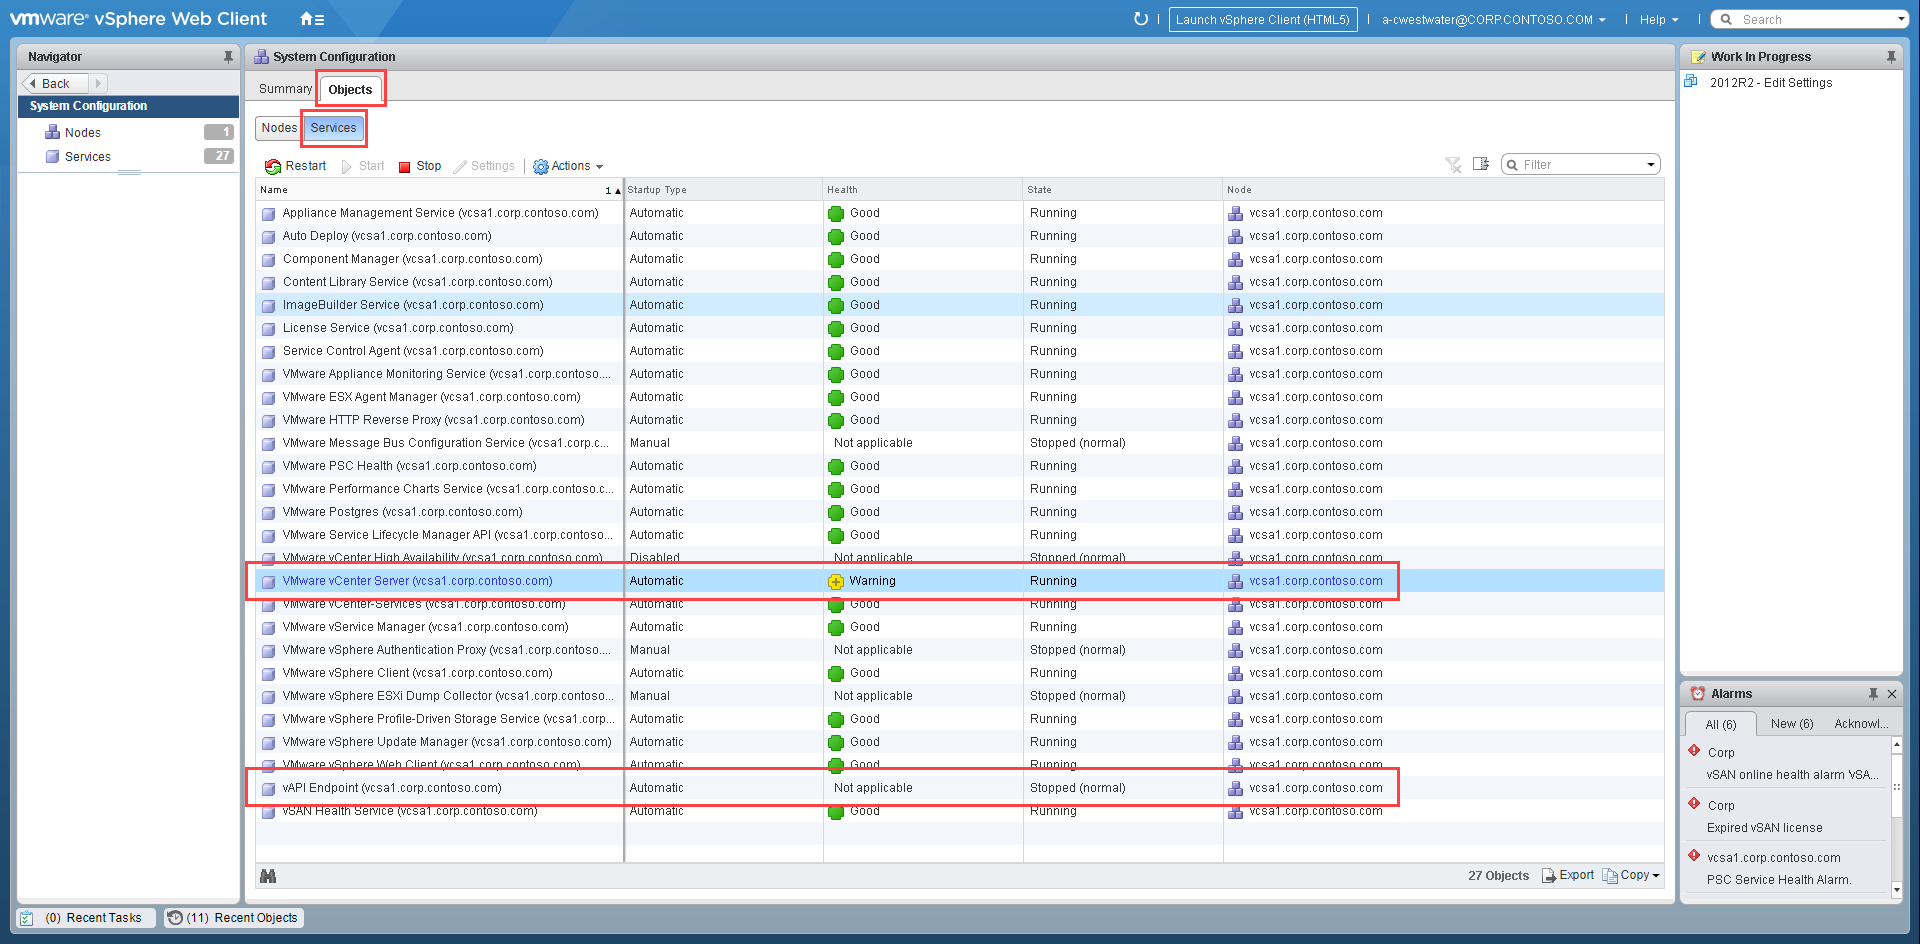 vmware® vSphere Web Client
Launch vSphere Client (HTML5)
a-cwestwater@CORP.CONTOSO.COM
Help
Search
Navigator
Back
System Configuration
Nodes 1
Services 27
System Configuration
Summary Objects
Nodes Services
Restart Start Stop Settings Actions
Filter
Name 1 Startup Type Health State Node
Appliance Management Service (vcsa1.corp.contoso.com) Automatic Good Running vcsa1.corp.contoso.com
Auto Deploy (vcsa1.corp.contoso.com) Automatic Good Running vcsa1.corp.contoso.com
Component Manager (vcsa1.corp.contoso.com) Automatic Good Running vcsa1.corp.contoso.com
Content Library Service (vcsa1.corp.contoso.com) Automatic Good Running vcsa1.corp.contoso.com
ImageBuilder Service (vcsa1.corp.contoso.com) Automatic Good Running vcsa1.corp.contoso.com
License Service (vcsa1.corp.contoso.com) Automatic Good Running vcsa1.corp.contoso.com
Service Control Agent (vcsa1.corp.contoso.com) Automatic Good Running vcsa1.corp.contoso.com
VMware Appliance Monitoring Service (vcsa1.corp.contoso.... Automatic Good Running vcsa1.corp.contoso.com
VMware ESX Agent Manager (vcsa1.corp.contoso.com) Automatic Good Running vcsa1.corp.contoso.com
VMware HTTP Reverse Proxy (vcsa1.corp.contoso.com) Automatic Good Running vcsa1.corp.contoso.com
VMware Message Bus Configuration Service (vcsa1.corp.c... Manual Not applicable Stopped (normal) vcsa1.corp.contoso.com
VMware PSC Health (vcsa1.corp.contoso.com) Automatic Good Running vcsa1.corp.contoso.com
VMware Performance Charts Service (vcsa1.corp.contoso.c... Automatic Good Running vcsa1.corp.contoso.com
VMware Postgres (vcsa1.corp.contoso.com) Automatic Good Running vcsa1.corp.contoso.com
VMware Service Lifecycle Manager API (vcsa1.corp.contoso... Automatic Good Running vcsa1.corp.contoso.com
VMware vCenter High Availability (vcsa1.corp.contoso.com) Disabled Not applicable Stopped (normal) vcsa1.corp.contoso.com
VMware vCenter Server (vcsa1.corp.contoso.com) Automatic Warning Running vcsa1.corp.contoso.com
VMware vCenter-Services (vcsa1.corp.contoso.com) Automatic Good Running vcsa1.corp.contoso.com
VMware vService Manager (vcsa1.corp.contoso.com) Automatic Good Running vcsa1.corp.contoso.com
VMware vSphere Authentication Proxy (vcsa1.corp.contoso.... Manual Not applicable Stopped (normal) vcsa1.corp.contoso.com
VMware vSphere Client (vcsa1.corp.contoso.com) Automatic Good Running vcsa1.corp.contoso.com
VMware vSphere ESXi Dump Collector (vcsa1.corp.contoso... Manual Not applicable Stopped (normal) vcsa1.corp.contoso.com
VMware vSphere Profile-Driven Storage Service (vcsa1.corp... Automatic Good Running vcsa1.corp.contoso.com
VMware vSphere Update Manager (vcsa1.corp.contoso.com) Automatic Good Running vcsa1.corp.contoso.com
VMware vSphere Web Client (vcsa1.corp.contoso.com) Automatic Good Running vcsa1.corp.contoso.com
vAPI Endpoint (vcsa1.corp.contoso.com) Automatic Not applicable Stopped (normal) vcsa1.corp.contoso.com
vSAN Health Service (vcsa1.corp.contoso.com) Automatic Good Running vcsa1.corp.contoso.com
27 Objects Export Copy
Work In Progress
2012R2 - Edit Settings
Alarms
All (6) New (6) Acknowl...
Corp
vSAN online health alarm 'vSA...
Corp
Expired vSAN license
vcsa1.corp.contoso.com
PSC Service Health Alarm.
(0) Recent Tasks (11) Recent Objects